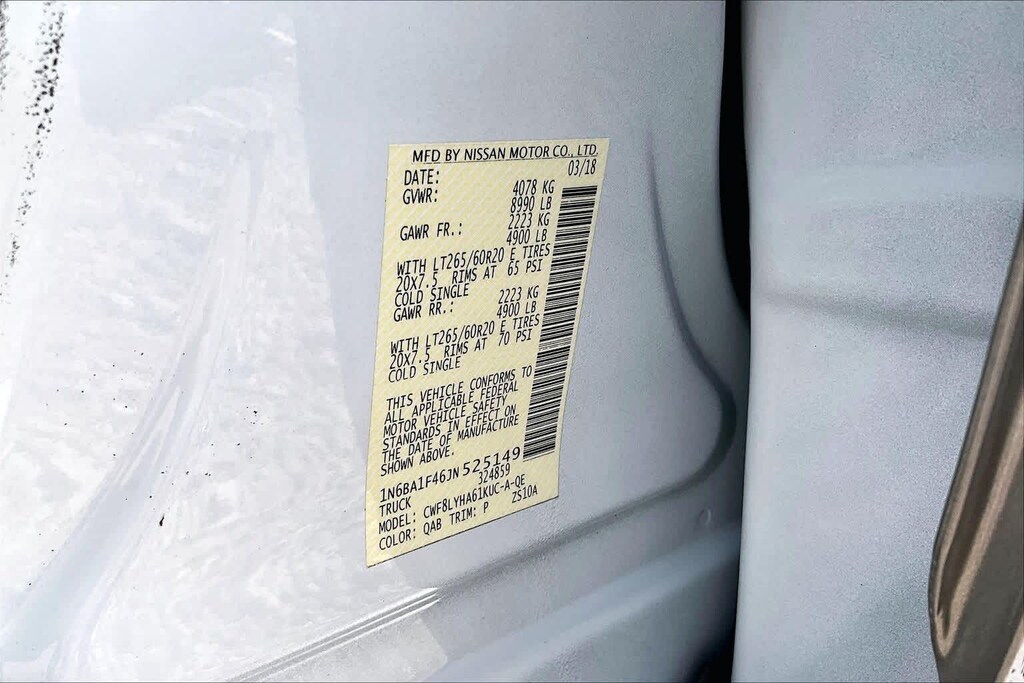 MFD BY NISSAN MOTOR CO., LTD.
DATE: 03/18
GVWR: 4078 KG
8990 LB
GAWR FR.: 2223 KG
4900 LB
WITH LT265/60R20 E TIRES
20X7.5 RIMS AT 65 PSI
COLD SINGLE
GAWR RR.: 2223 KG
4900 LB
WITH LT265/60R20 E TIRES
20X7.5 RIMS AT 70 PSI
COLD SINGLE
THIS VEHICLE CONFORMS TO
ALL APPLICABLE FEDERAL
MOTOR VEHICLE SAFETY
STANDARDS IN EFFECT ON
THE DATE OF MANUFACTURE
SHOWN ABOVE.
1N6BA1F46JN525149
TRUCK 324859
MODEL: CWF8LYHA61KUC-A-QE
COLOR: QAB TRIM: P ZS10A